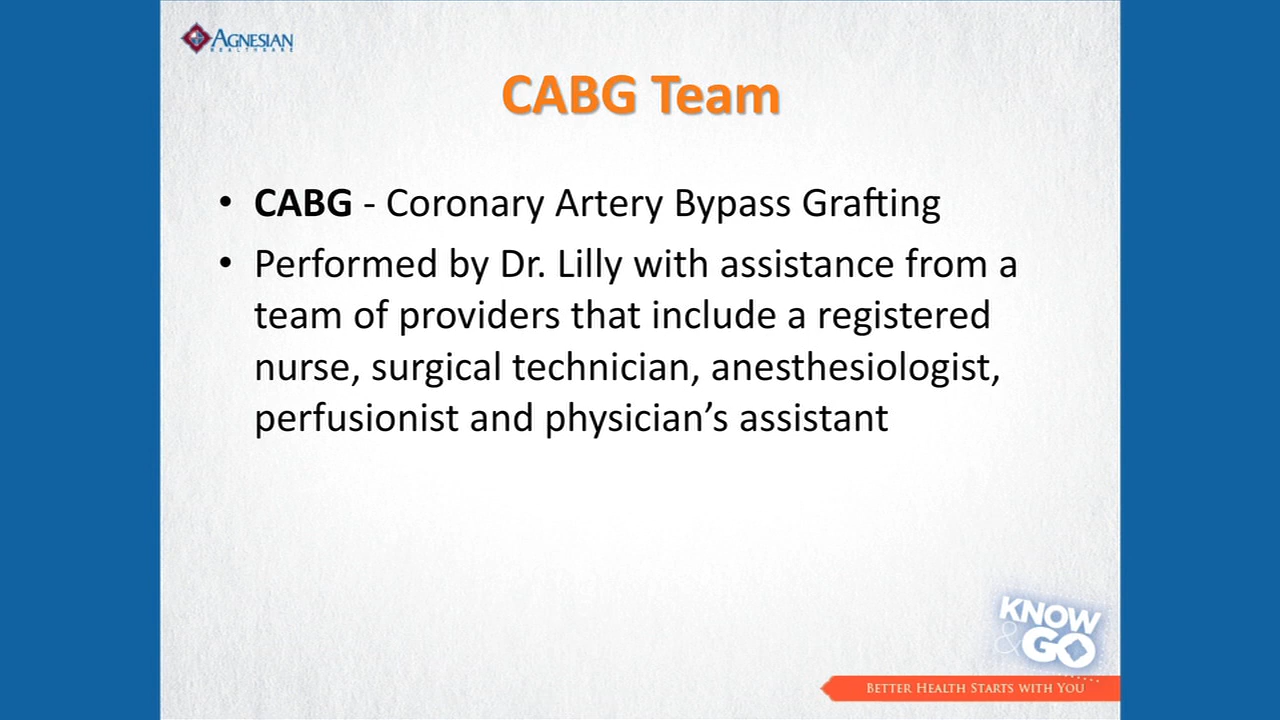 AGNESIAN
HEALTHCARE
CABG Team
• CABG - Coronary Artery Bypass Grafting
• Performed by Dr. Lilly with assistance from a
team of providers that include a registered
nurse, surgical technician, anesthesiologist,
perfusionist and physician’s assistant
KNOW
& GO
BETTER HEALTH STARTS WITH YOU